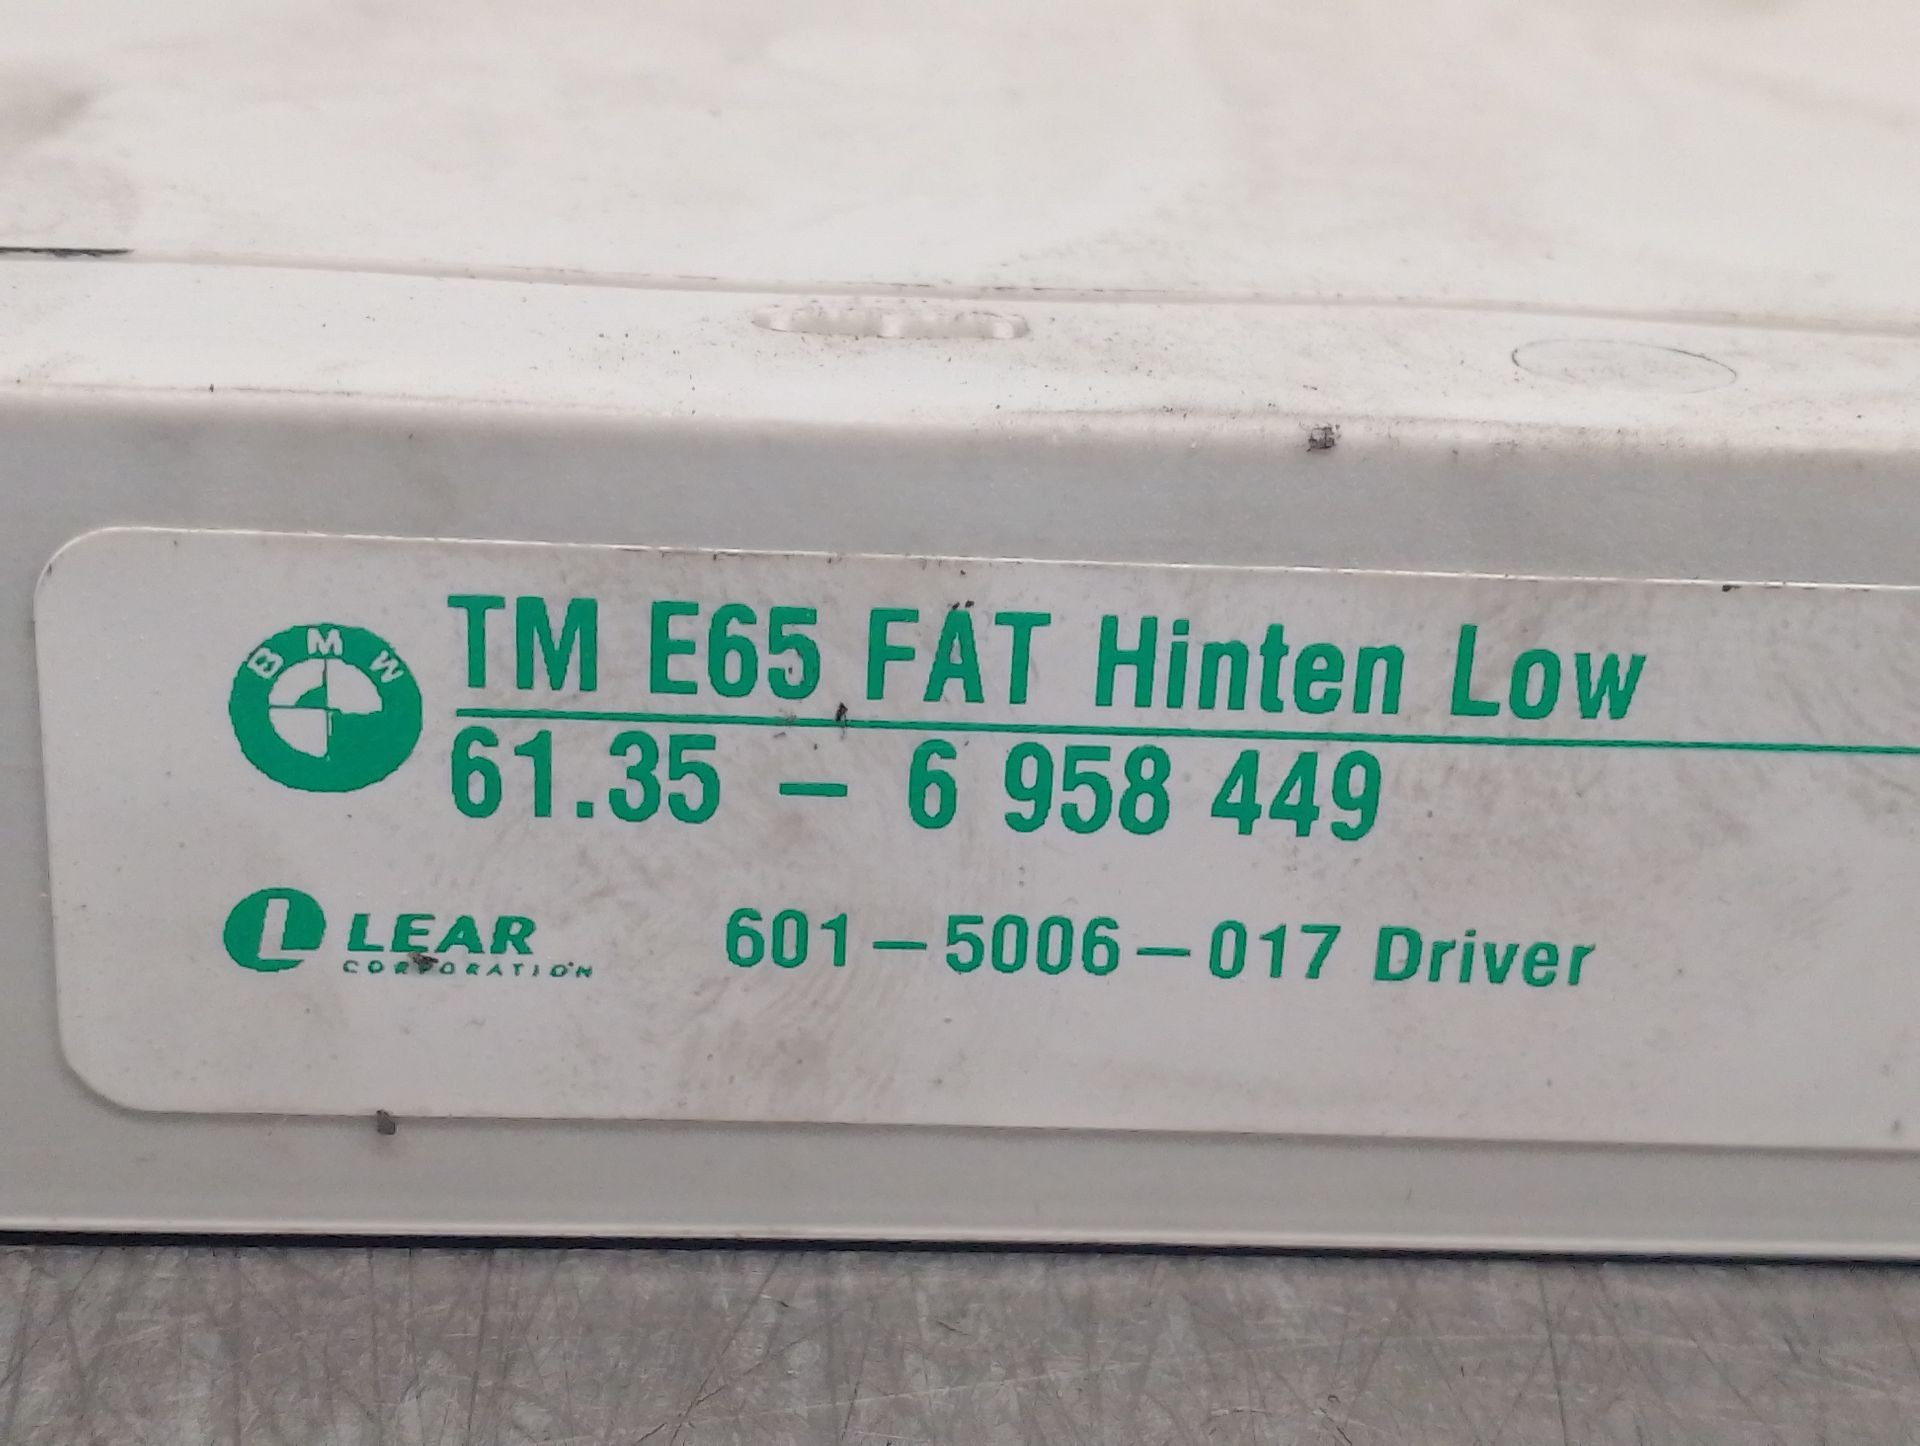 BMW
TM E65 FAT Hinten Low
61.35 - 6 958 449
L LEAR
CORPORATION
601-5006-017 Driver